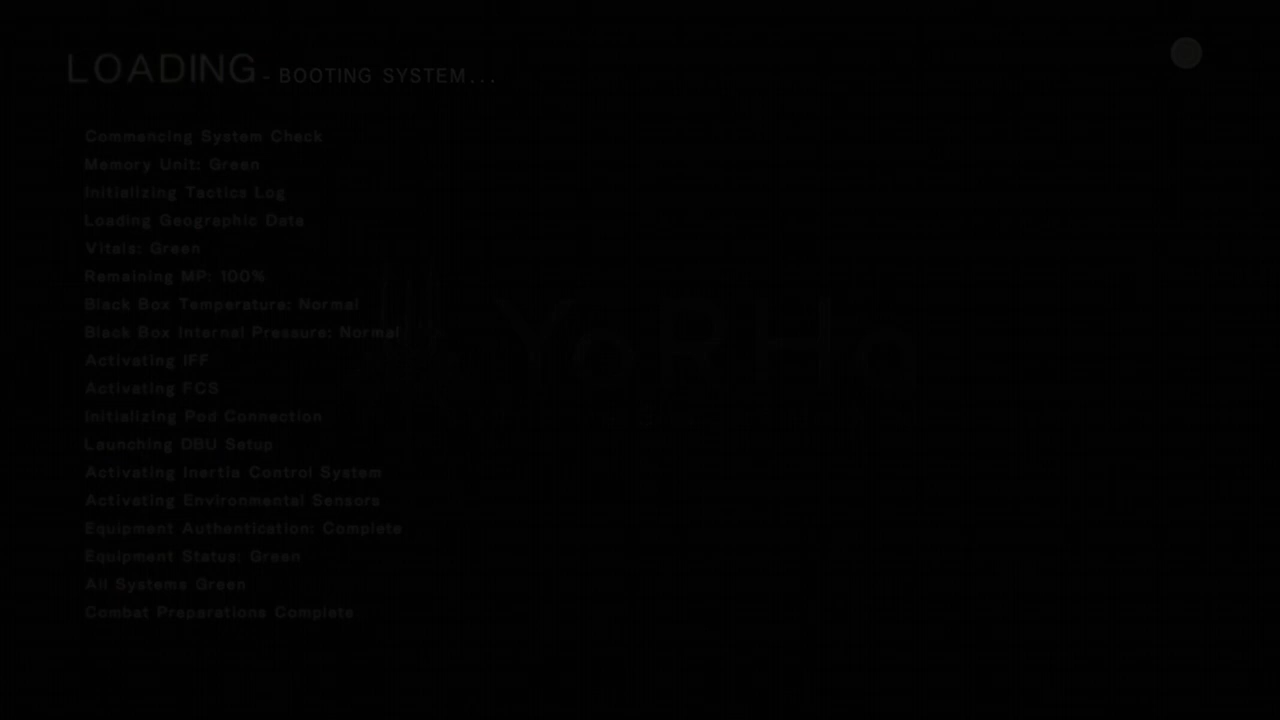 LOADING - BOOTING SYSTEM...
Commencing System Check
Memory Unit: Green
Initializing Tactics Log
Loading Geographic Data
Vitals: Green
Remaining MP: 100%
Black Box Temperature: Normal
Black Box Internal Pressure: Normal
Activating IFF
Activating FCS
Initializing Pod Connection
Launching DBU Setup
Activating Inertia Control System
Activating Environmental Sensors
Equipment Authentication: Complete
Equipment Status: Green
All Systems Green
Combat Preparations Complete
YoRHa